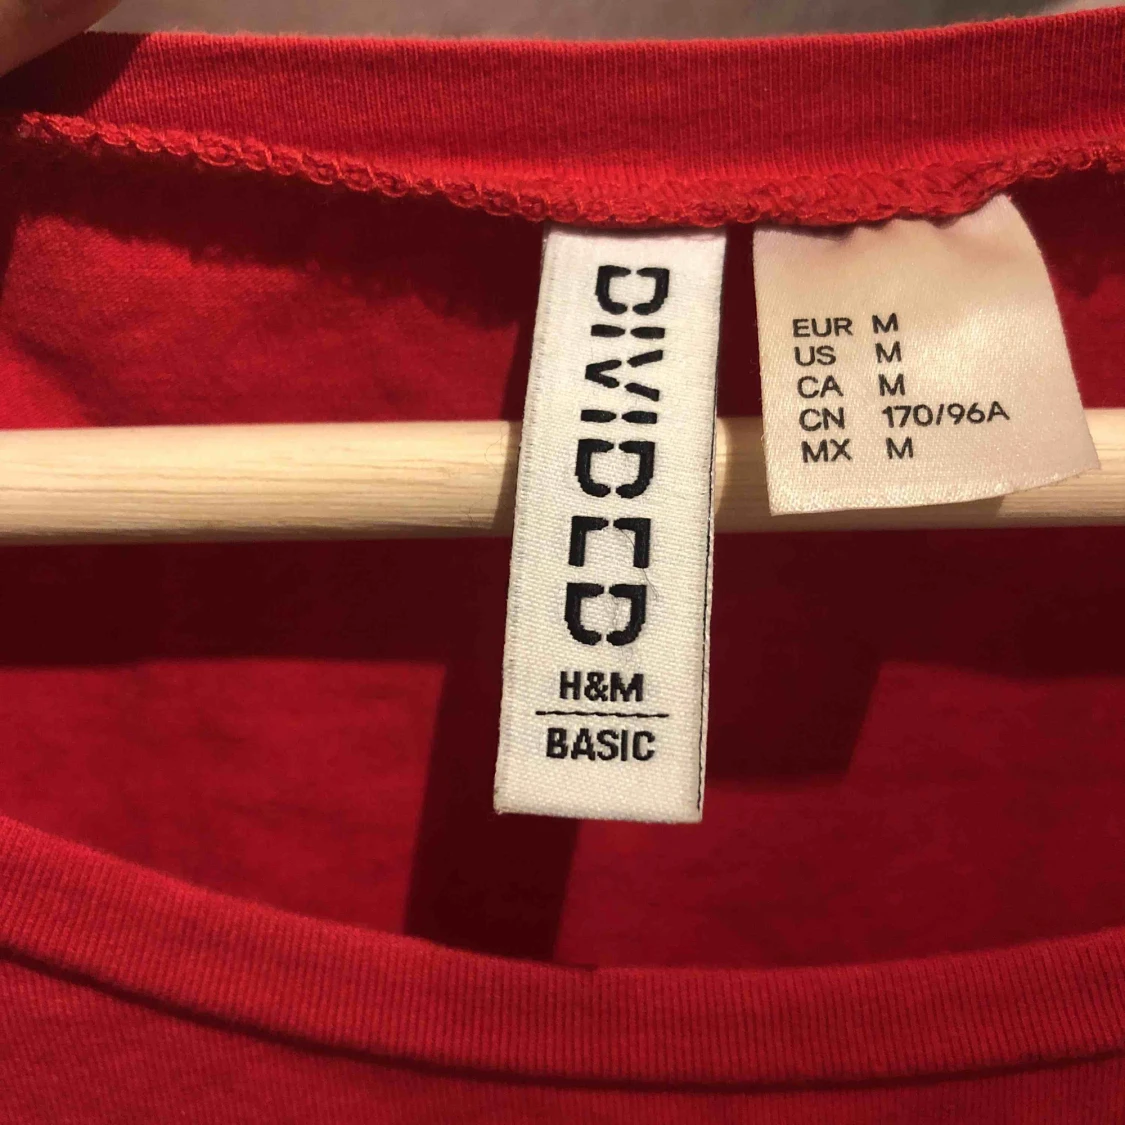 DIVIDED
H&M
BASIC
EUR M
US M
CA M
CN 170/96A
MX M